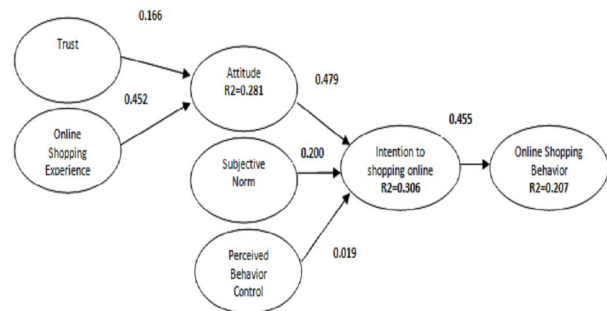 0.166
Trust
Attitude
R2=0.281
0.479
0.452
Online
Shopping
Experience
Subjective
Norm
0.200
Intention to
shopping online
R2=0.306
0.455
Online Shopping
Behavior
R2=0.207
Perceived
Behavior
Control
0.019